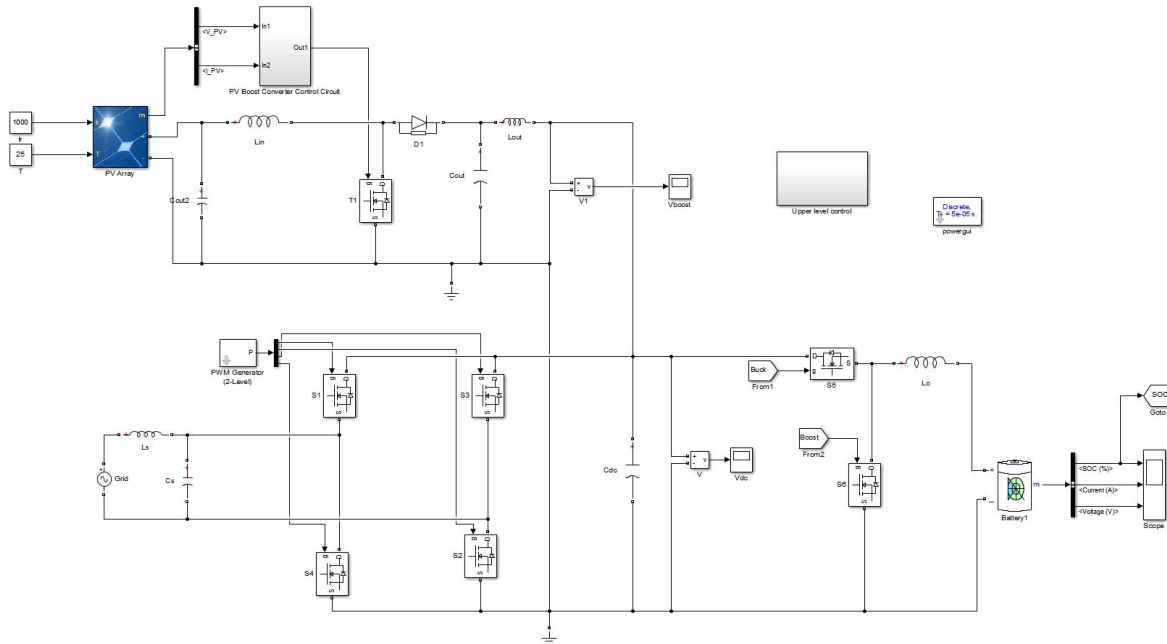 <V_PV>
In1
Out1
<I_PV>
In2
PV Boost Converter Control Circuit
1000
Ir
25
T
T
m
+
-
PV Array
Lin
D1
Lout
Cout2
T1
g
D
S
Cout
+
-
v
V1
Vboost
Upper level control
Discrete,
Ts = 5e-05 s.
powergui
P
PWM Generator
(2-Level)
S1
g
D
S
S3
g
D
S
Buck
From1
D
g
S
S5
Lo
SOC
Goto
Ls
Grid
Cs
Cdc
+
-
v
V
Vdc
Boost
From2
S6
g
D
S
+
-
m
Battery1
<SOC (%)>
<Current (A)>
<Voltage (V)>
Scope
S4
g
D
S
S2
g
D
S